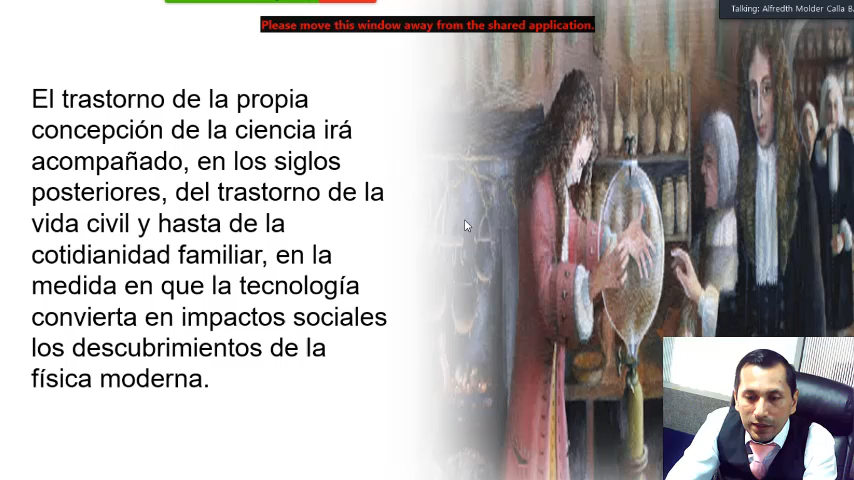 Talking: Alfredth Molder Calla B.
Please move this window away from the shared application.
El trastorno de la propia
concepción de la ciencia irá
acompañado, en los siglos
posteriores, del trastorno de la
vida civil y hasta de la
cotidianidad familiar, en la
medida en que la tecnología
convierta en impactos sociales
los descubrimientos de la
física moderna.